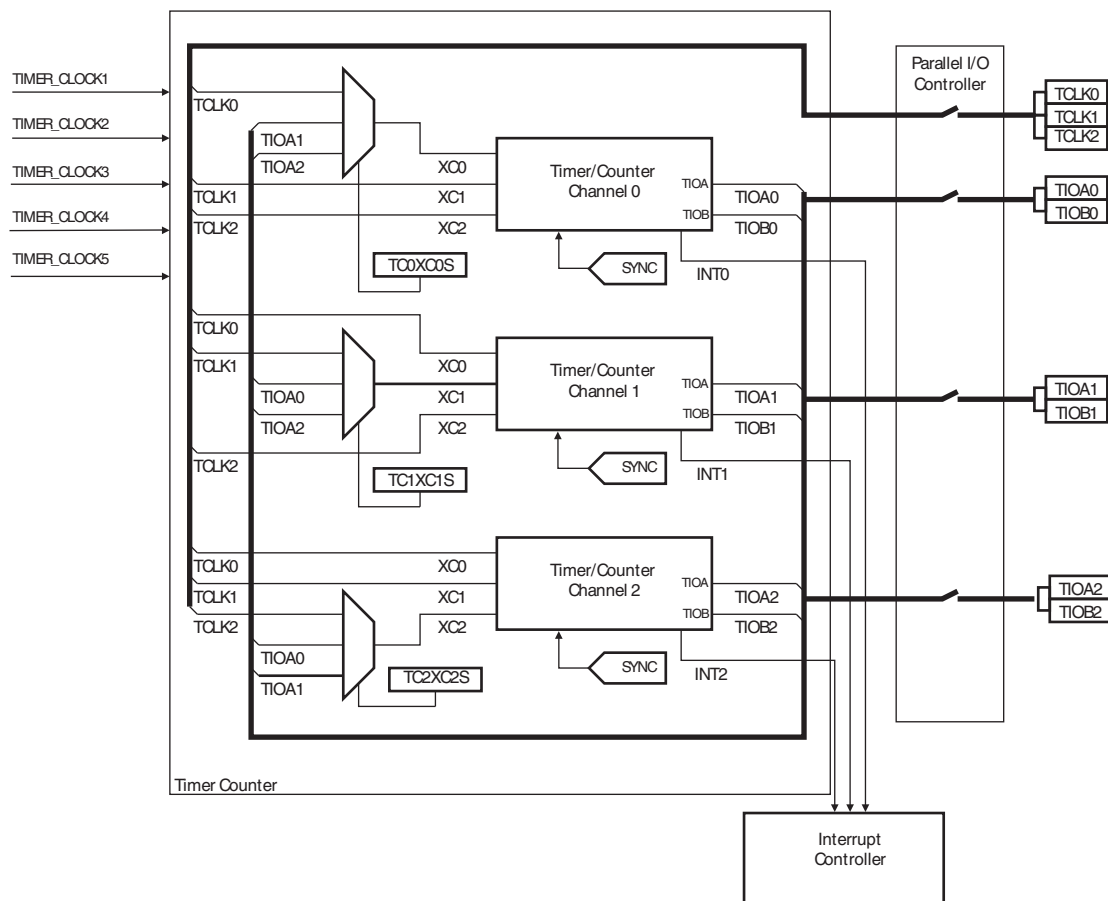 TIMER_CLOCK1
TIMER_CLOCK2
TIMER_CLOCK3
TIMER_CLOCK4
TIMER_CLOCK5
TCLK0
TIOA1
TIOA2
TCLK1
TCLK2
XC0
XC1
XC2
TC0XC0S
Timer/Counter
Channel 0
TIOA
TIOB
TIOA0
TIOB0
SYNC
INT0
TCLK0
TCLK1
TIOA0
TIOA2
TCLK2
XC0
XC1
XC2
TC1XC1S
Timer/Counter
Channel 1
TIOA
TIOB
TIOA1
TIOB1
SYNC
INT1
TCLK0
TCLK1
TCLK2
TIOA0
TIOA1
XC0
XC1
XC2
TC2XC2S
Timer/Counter
Channel 2
TIOA
TIOB
TIOA2
TIOB2
SYNC
INT2
Timer Counter
Parallel I/O
Controller
TCLK0
TCLK1
TCLK2
TIOA0
TIOB0
TIOA1
TIOB1
TIOA2
TIOB2
Interrupt
Controller